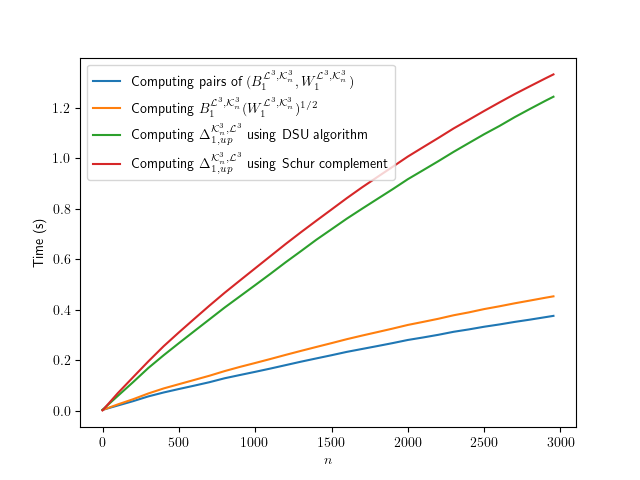 Computing pairs of $(B_1^{\mathcal{L}^3,\mathcal{K}_n^3}, W_1^{\mathcal{L}^3,\mathcal{K}_n^3})$
Computing $B_1^{\mathcal{L}^3,\mathcal{K}_n^3}(W_1^{\mathcal{L}^3,\mathcal{K}_n^3})^{1/2}$
Computing $\Delta_{1,up}^{\mathcal{K}_n^3,\mathcal{L}^3}$ using DSU algorithm
Computing $\Delta_{1,up}^{\mathcal{K}_n^3,\mathcal{L}^3}$ using Schur complement
1.2
1.0
0.8
0.6
0.4
0.2
0.0
Time (s)
0 500 1000 1500 2000 2500 3000
n